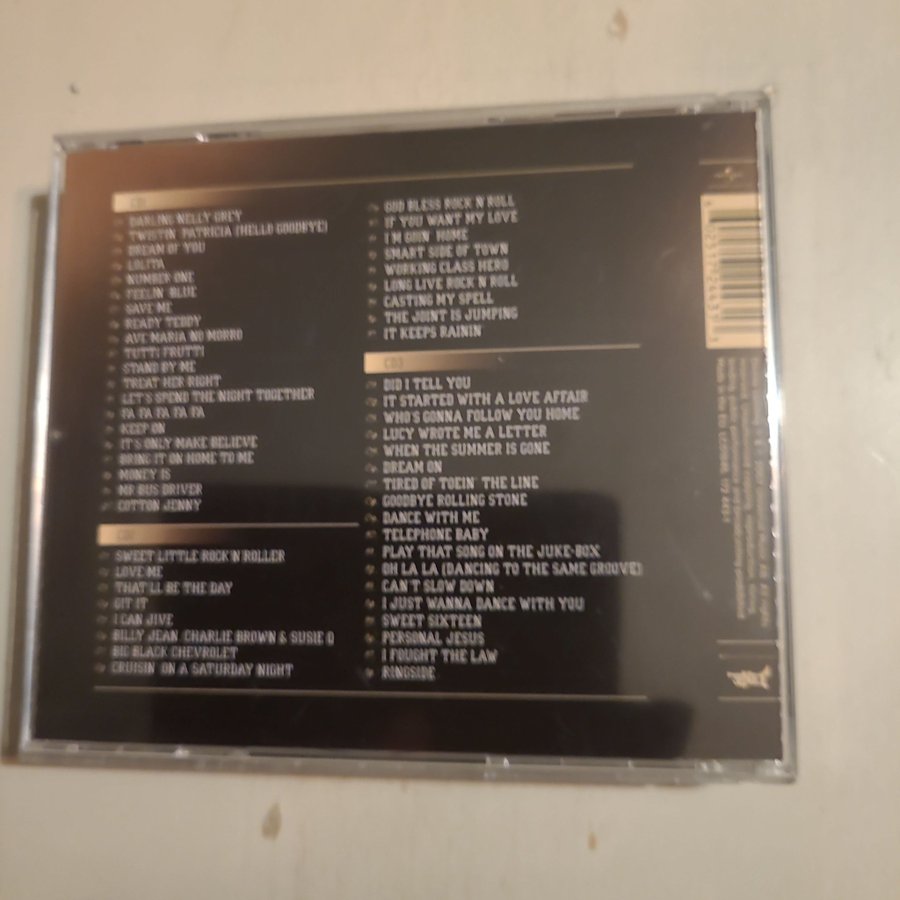 CD1
DARLING NELLY GREY
TWISTIN' PATRICIA (HELLO GOODBYE)
DREAM OF YOU
LOLITA
NUMBER ONE
FEELIN' BLUE
SAVE ME
READY TEDDY
AVE MARIA NO MORRO
TUTTI FRUTTI
STAND BY ME
TREAT HER RIGHT
LET'S SPEND THE NIGHT TOGETHER
FA FA FA FA FA
KEEP ON
IT'S ONLY MAKE BELIEVE
BRING IT ON HOME TO ME
MONEY IS
MR BUS DRIVER
COTTON JENNY
CD2
SWEET LITTLE ROCK'N'ROLLER
LOVE ME
THAT'LL BE THE DAY
GIT IT
I CAN JIVE
BILLY JEAN, CHARLIE BROWN & SUSIE Q
BIG BLACK CHEVROLET
CRUISIN' ON A SATURDAY NIGHT
GOD BLESS ROCK'N'ROLL
IF YOU WANT MY LOVE
I'M GOIN' HOME
SMART SIDE OF TOWN
WORKING CLASS HERO
LONG LIVE ROCK'N'ROLL
CASTING MY SPELL
THE JOINT IS JUMPING
IT KEEPS RAININ'
CD3
DID I TELL YOU
IT STARTED WITH A LOVE AFFAIR
WHO'S GONNA FOLLOW YOU HOME
LUCY WROTE ME A LETTER
WHEN THE SUMMER IS GONE
DREAM ON
TIRED OF TOEIN' THE LINE
GOODBYE ROLLING STONE
DANCE WITH ME
TELEPHONE BABY
PLAY THAT SONG ON THE JUKE-BOX
OH LA LA (DANCING TO THE SAME GROOVE)
CAN'T SLOW DOWN
I JUST WANNA DANCE WITH YOU
SWEET SIXTEEN
PERSONAL JESUS
I FOUGHT THE LAW
RINGSIDE